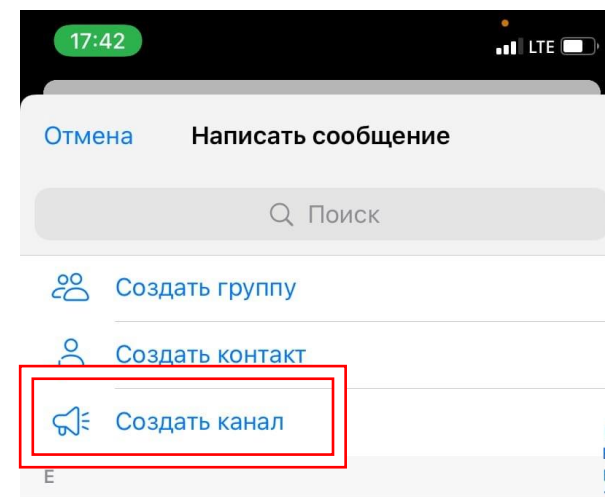 17:42 LTE
Отмена Написать сообщение
Поиск
Создать группу
Создать контакт
Создать канал
E